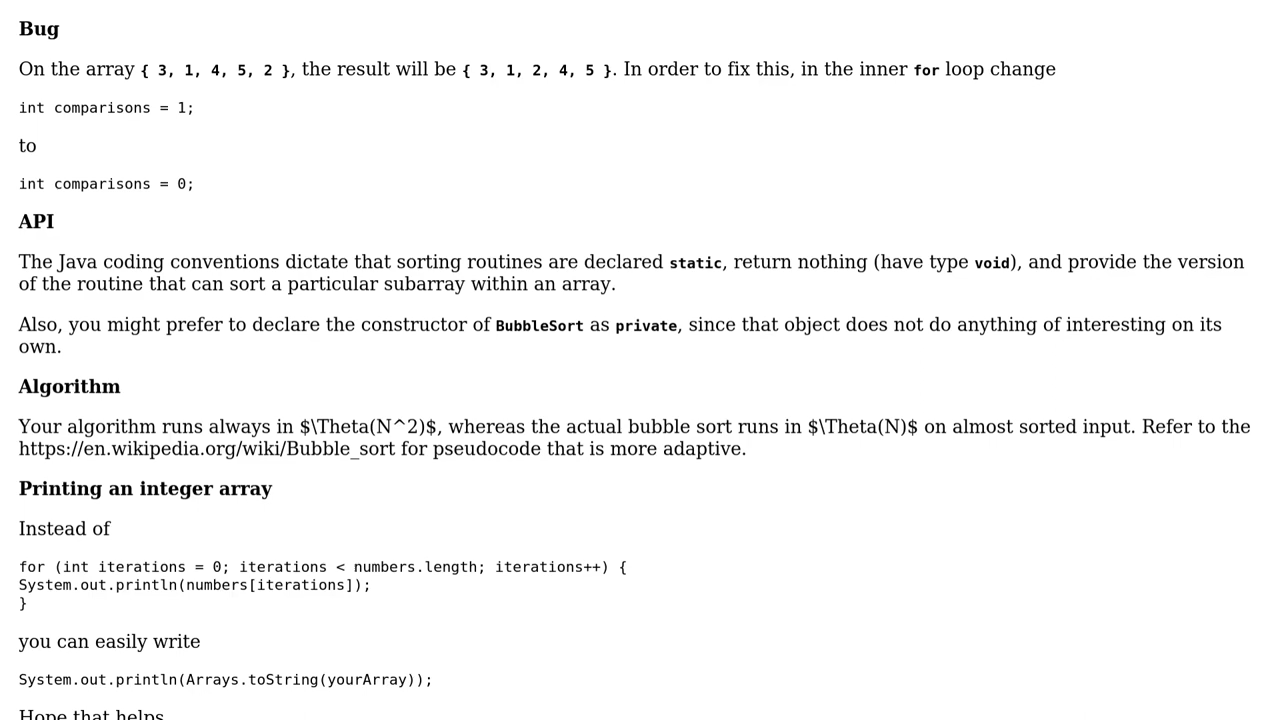 Bug
On the array { 3, 1, 4, 5, 2 }, the result will be { 3, 1, 2, 4, 5 }. In order to fix this, in the inner for loop change
int comparisons = 1;
to
int comparisons = 0;
API
The Java coding conventions dictate that sorting routines are declared static, return nothing (have type void), and provide the version
of the routine that can sort a particular subarray within an array.
Also, you might prefer to declare the constructor of BubbleSort as private, since that object does not do anything of interesting on its
own.
Algorithm
Your algorithm runs always in $\Theta(N^2)$, whereas the actual bubble sort runs in $\Theta(N)$ on almost sorted input. Refer to the
https://en.wikipedia.org/wiki/Bubble_sort for pseudocode that is more adaptive.
Printing an integer array
Instead of
for (int iterations = 0; iterations < numbers.length; iterations++) {
System.out.println(numbers[iterations]);
}
you can easily write
System.out.println(Arrays.toString(yourArray));
Hope that helps